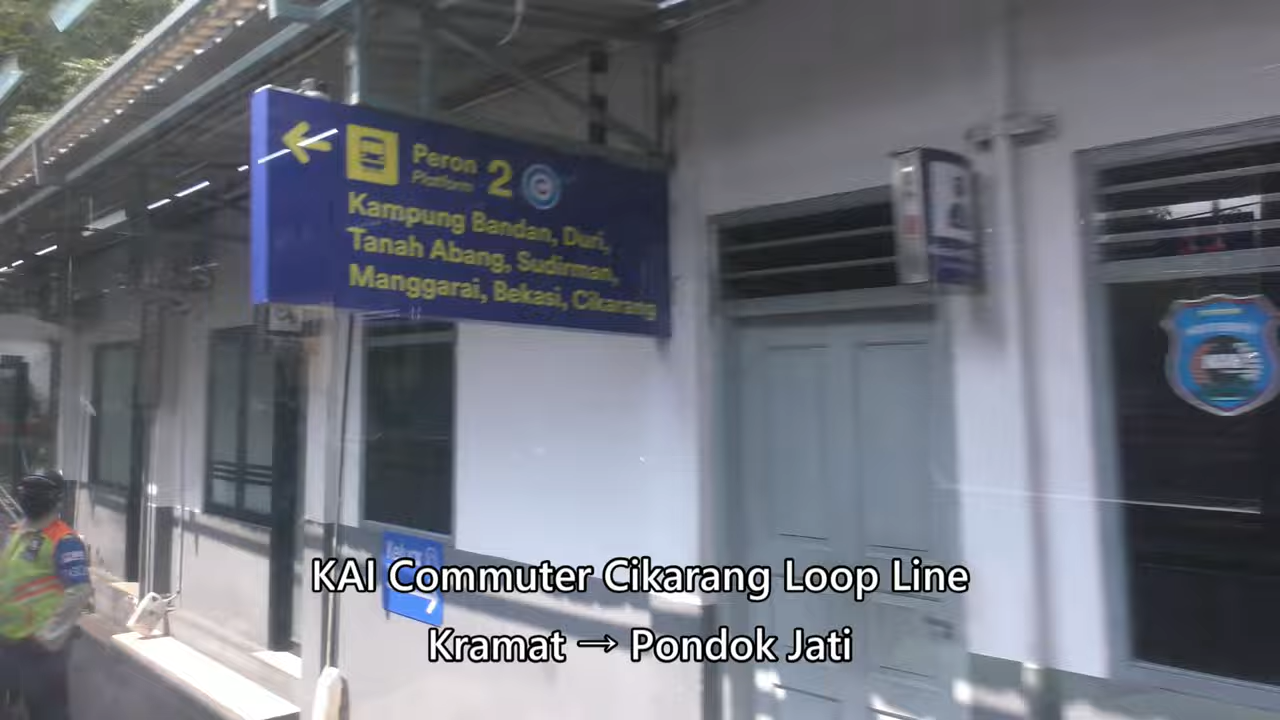 Peron 2
Platform
Kampung Bandan, Duri,
Tanah Abang, Sudirman,
Manggarai, Bekasi, Cikarang
KAI Commuter Cikarang Loop Line
Kramat → Pondok Jati